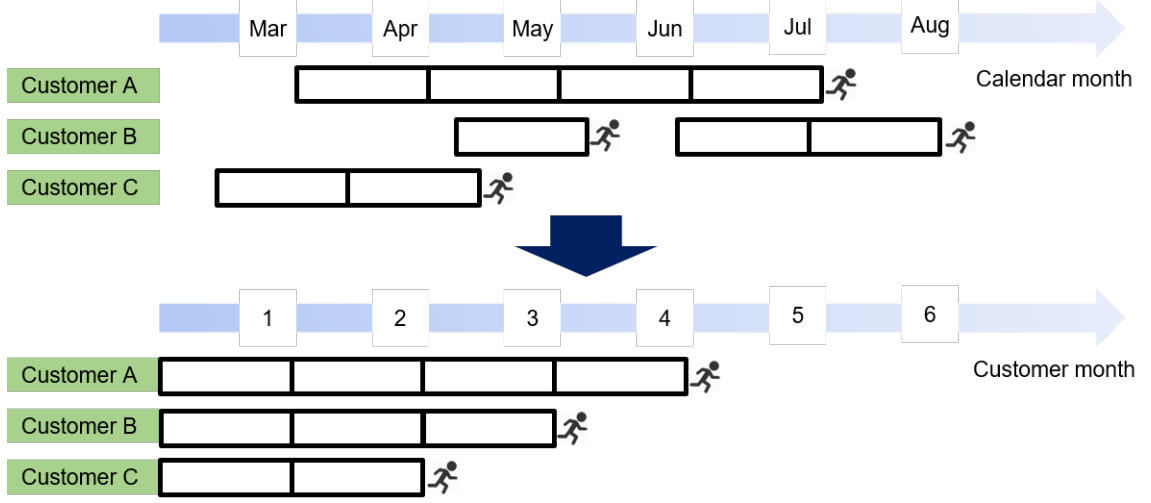 Mar Apr May Jun Jul Aug
Customer A
Calendar month
Customer B
Customer C
1 2 3 4 5 6
Customer A
Customer month
Customer B
Customer C